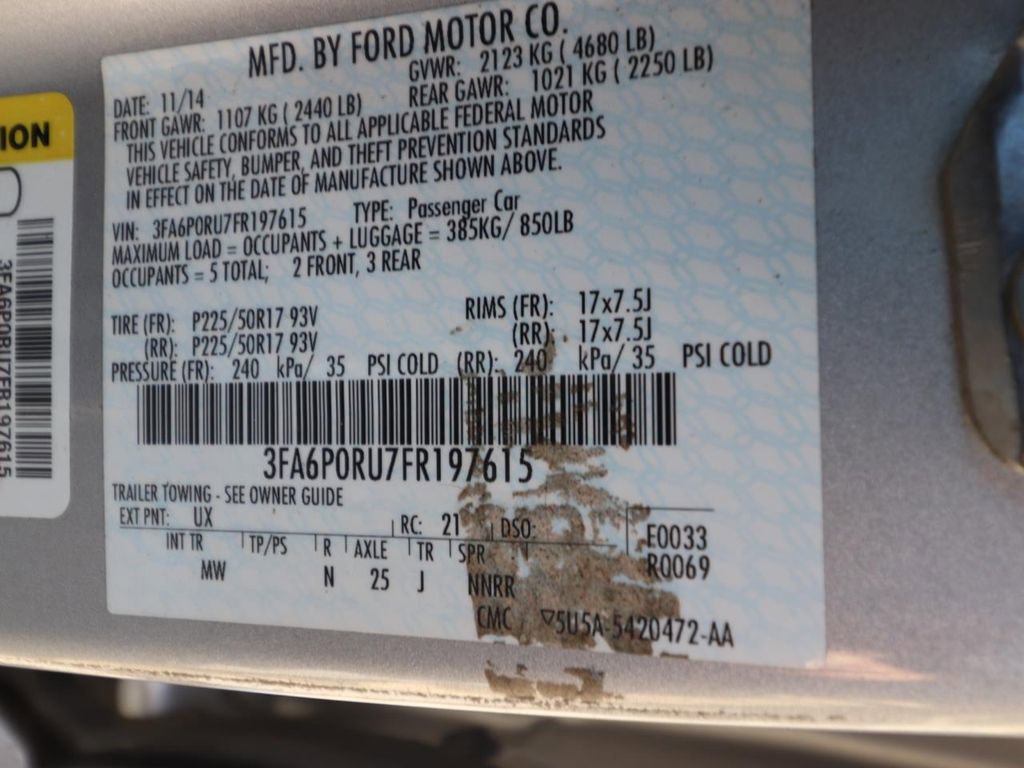 MFD. BY FORD MOTOR CO.
DATE: 11/14 GVWR: 2123 KG ( 4680 LB)
FRONT GAWR: 1107 KG ( 2440 LB) REAR GAWR: 1021 KG ( 2250 LB)
THIS VEHICLE CONFORMS TO ALL APPLICABLE FEDERAL MOTOR
VEHICLE SAFETY, BUMPER, AND THEFT PREVENTION STANDARDS
IN EFFECT ON THE DATE OF MANUFACTURE SHOWN ABOVE.
VIN: 3FA6P0RU7FR197615 TYPE: Passenger Car
MAXIMUM LOAD = OCCUPANTS + LUGGAGE = 385KG/ 850LB
OCCUPANTS = 5 TOTAL; 2 FRONT, 3 REAR
TIRE (FR): P225/50R17 93V RIMS (FR): 17x7.5J
(RR): P225/50R17 93V (RR): 17x7.5J
PRESSURE (FR): 240 kPa/ 35 PSI COLD (RR): 240 kPa/ 35 PSI COLD
3FA6P0RU7FR197615
TRAILER TOWING - SEE OWNER GUIDE
EXT PNT: UX RC: 21 DSO: E0033
INT TR TP/PS R AXLE TR SPR R0069
MW N 25 J NNRR
CMC ▽5U5A-5420472-AA
ION
3FA6P0RU7FR197615